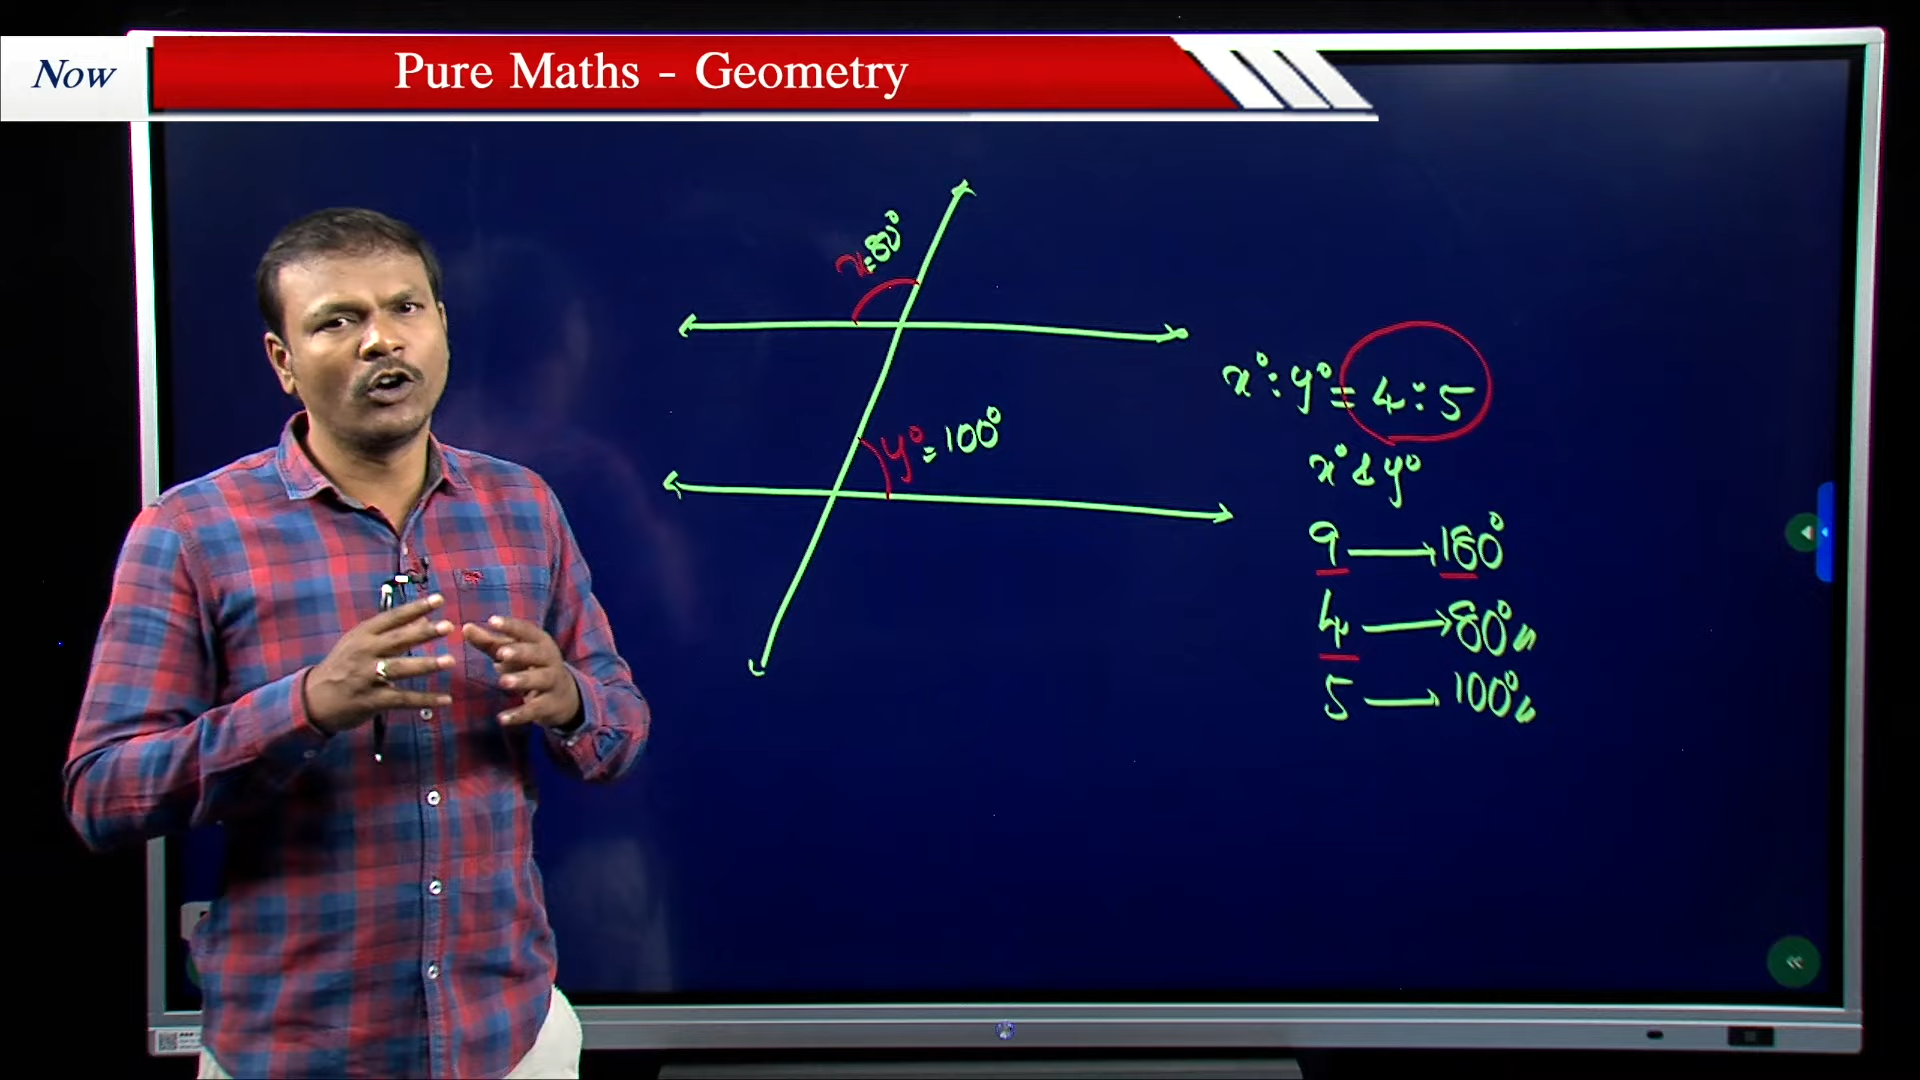 Now
Pure Maths - Geometry
x=80°
y°=100°
x°:y°=4:5
x° & y°
9→180°
4→80°
5→100°